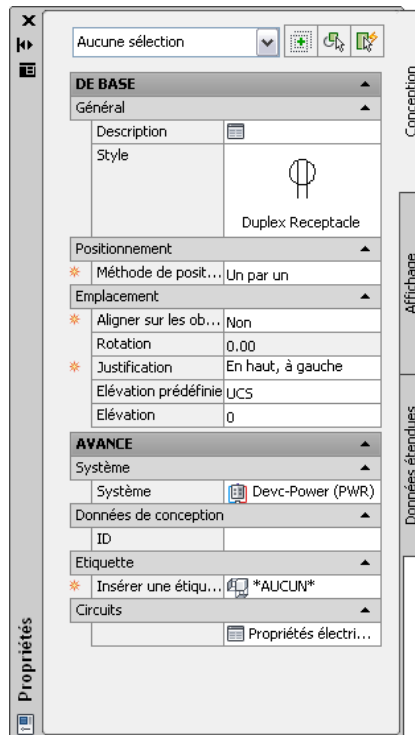 Aucune sélection
DE BASE
Général
Description
Style
Duplex Receptacle
Positionnement
Méthode de posit... Un par un
Emplacement
Aligner sur les ob... Non
Rotation 0.00
Justification En haut, à gauche
Elévation prédéfinie UCS
Elévation 0
AVANCE
Système
Système Devc-Power (PWR)
Données de conception
ID
Etiquette
Insérer une étiqu... *AUCUN*
Circuits
Propriétés électri...
Conception
Affichage
Données étendues
Propriétés